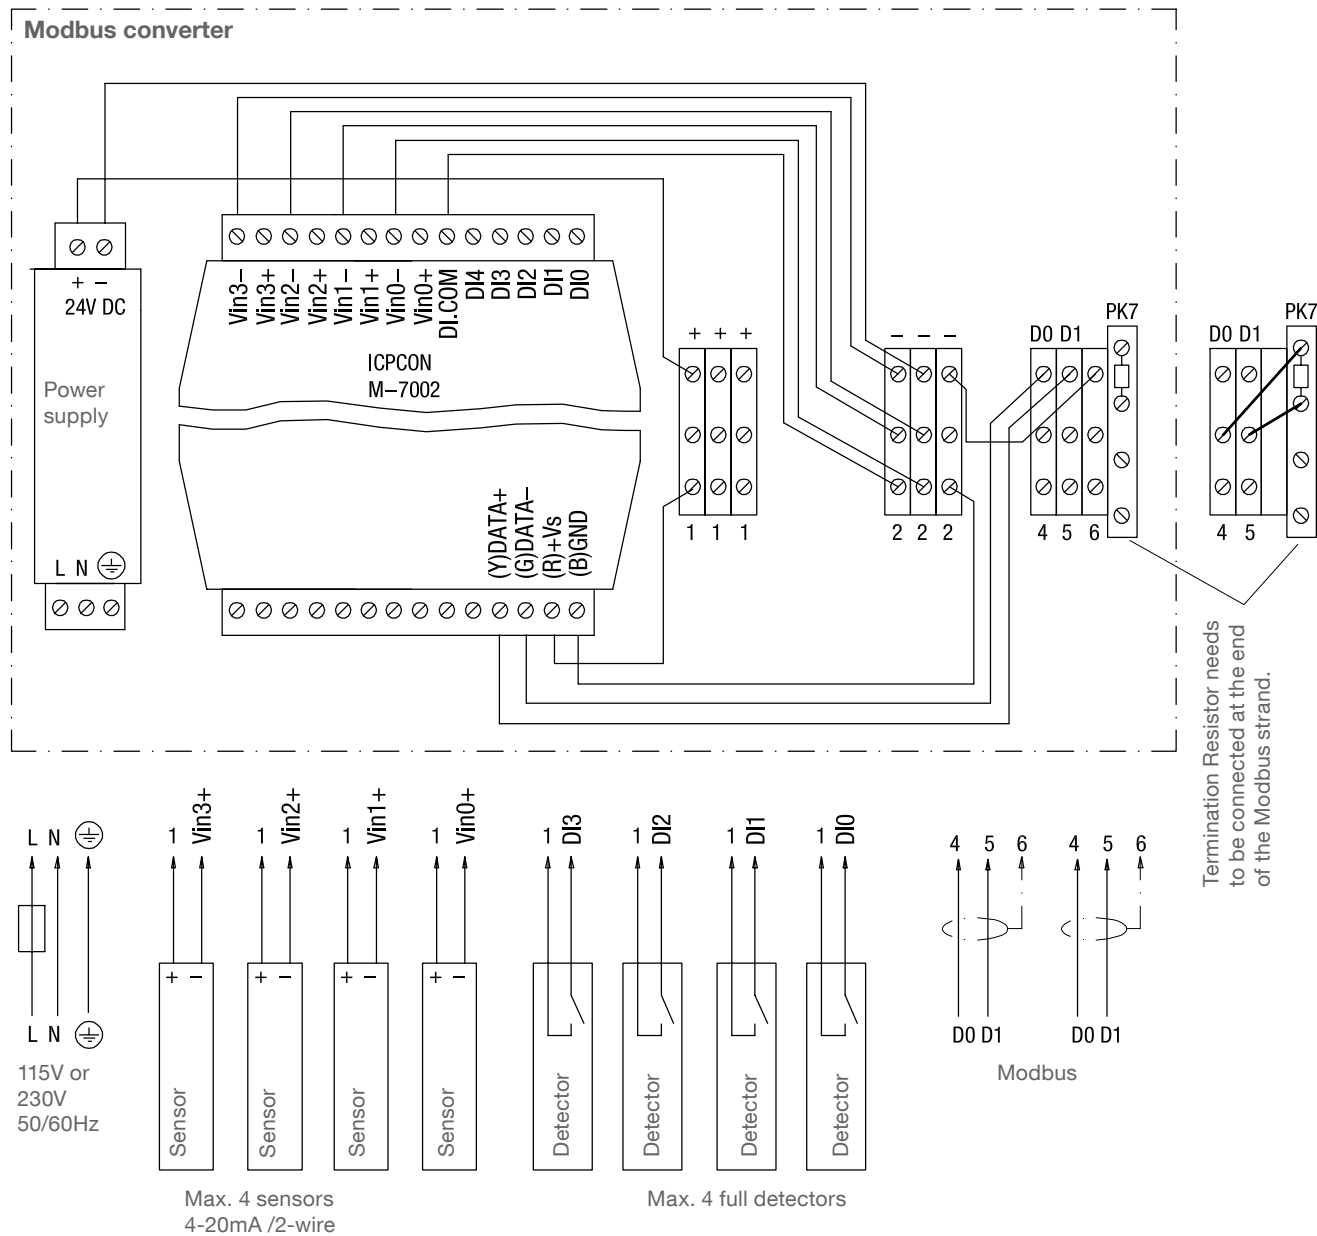 Modbus converter
+ −
24V DC
Power
supply
L N
Vin3−
Vin3+
Vin2−
Vin2+
Vin1−
Vin1+
Vin0−
Vin0+
DI.COM
DI4
DI3
DI2
DI1
DI0
ICPCON
M−7002
(Y)DATA+
(G)DATA−
(R)+Vs
(B)GND
+ + +
1 1 1
− − −
2 2 2
D0 D1
PK7
4 5 6
D0 D1
PK7
4 5
Termination Resistor needs
to be connected at the end
of the Modbus strand.
L N
L N
115V or
230V
50/60Hz
1 Vin3+
+ −
Sensor
1 Vin2+
+ −
Sensor
1 Vin1+
+ −
Sensor
1 Vin0+
+ −
Sensor
Max. 4 sensors
4-20mA /2-wire
1 DI3
Detector
1 DI2
Detector
1 DI1
Detector
1 DI0
Detector
Max. 4 full detectors
4 5 6
D0 D1
4 5 6
D0 D1
Modbus